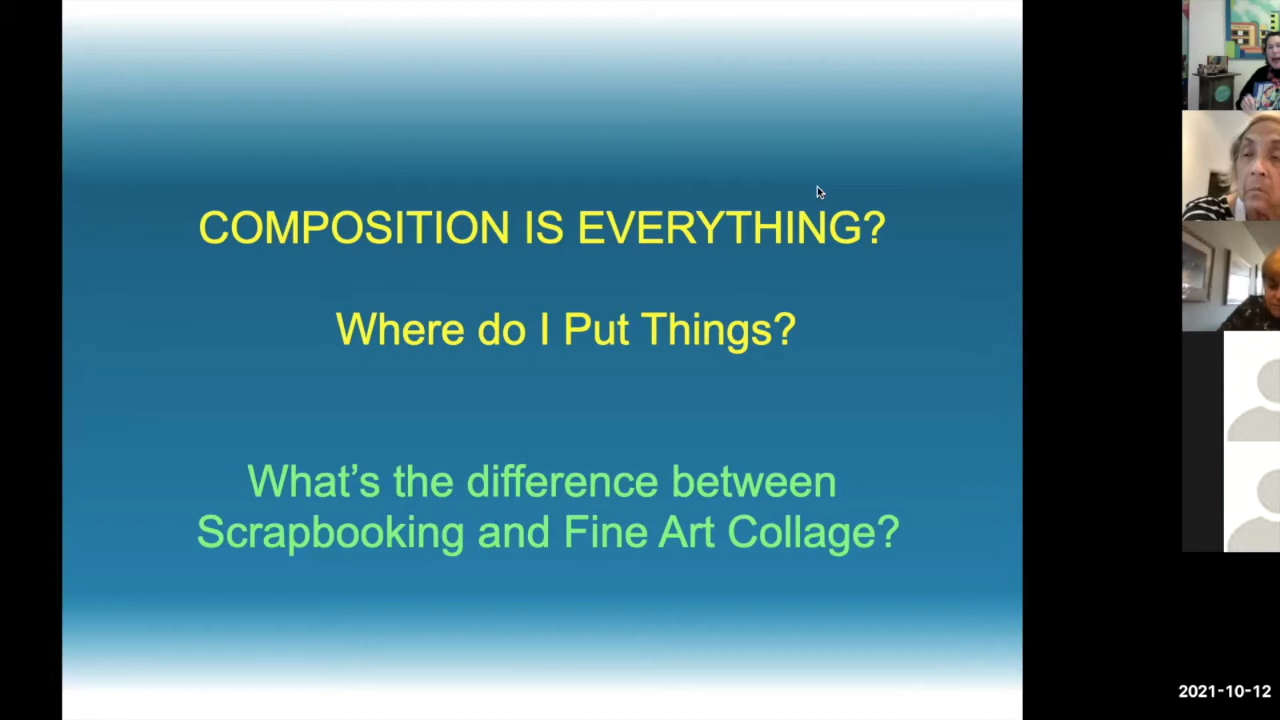 COMPOSITION IS EVERYTHING?
Where do I Put Things?
What’s the difference between
Scrapbooking and Fine Art Collage?
2021-10-12